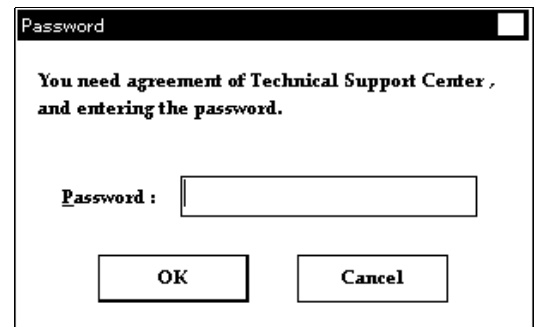 Password
You need agreement of Technical Support Center ,
and entering the password.
Password :
OK Cancel